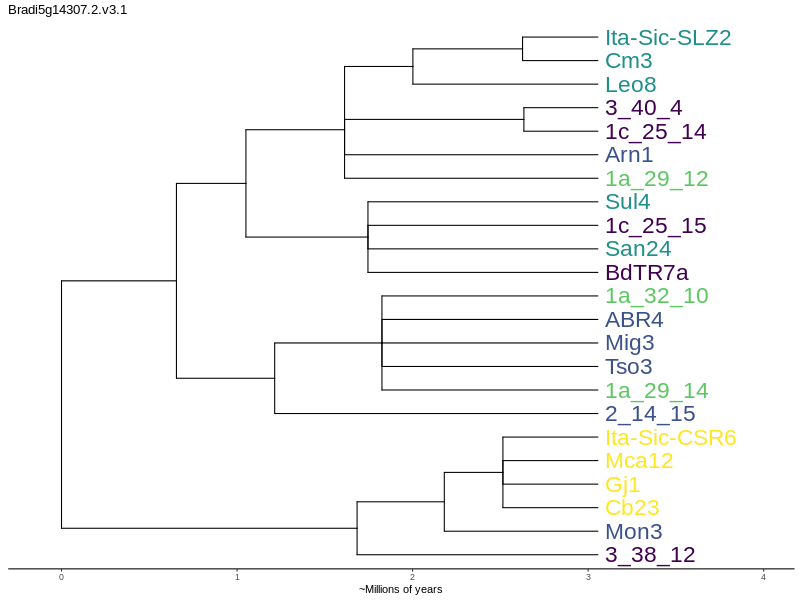 Bradi5g14307.2.v3.1
Ita-Sic-SLZ2
Cm3
Leo8
3_40_4
1c_25_14
Arn1
1a_29_12
Sul4
1c_25_15
San24
BdTR7a
1a_32_10
ABR4
Mig3
Tso3
1a_29_14
2_14_15
Ita-Sic-CSR6
Mca12
Gj1
Cb23
Mon3
3_38_12
0 1 2 3 4
~Millions of years